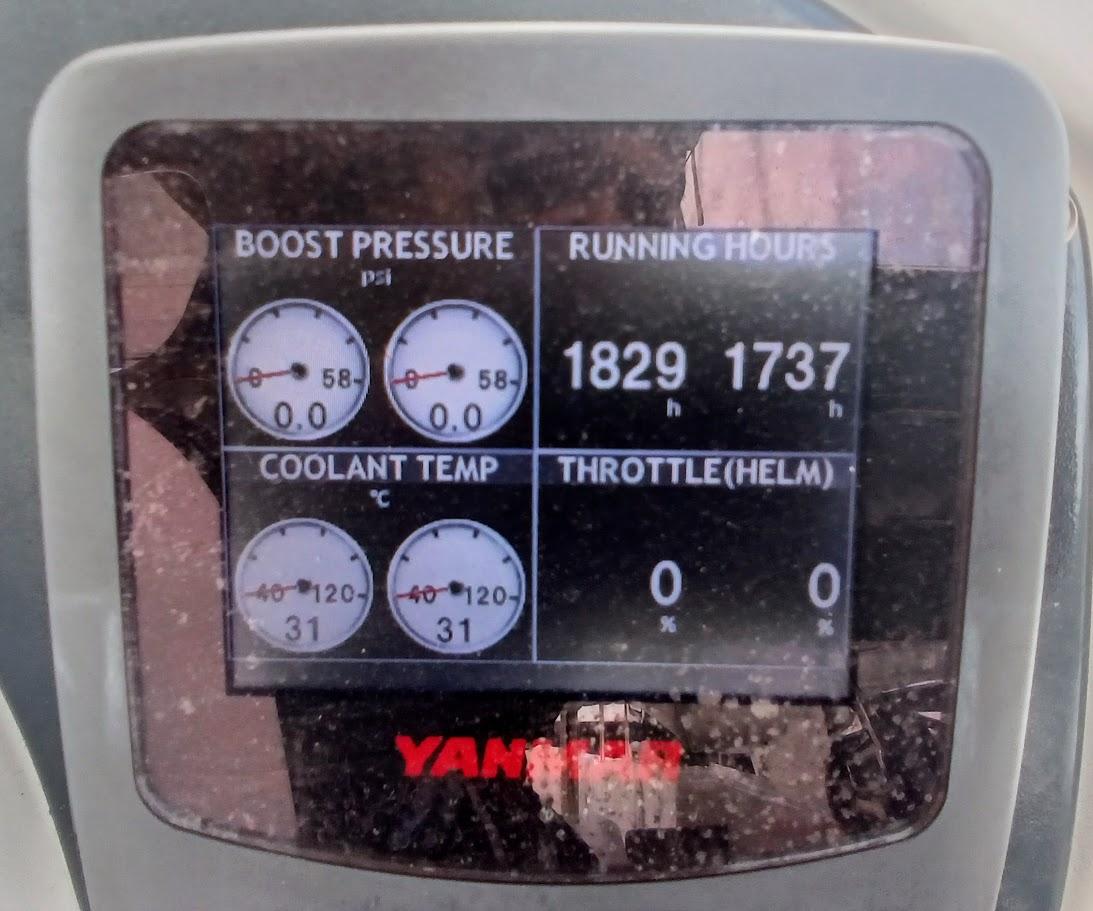 BOOST PRESSURE
psi
0 58
0.0
0 58
0.0
RUNNING HOURS
1829 h
1737 h
COOLANT TEMP
°C
40 120
31
40 120
31
THROTTLE(HELM)
0 %
0 %
YANMAR